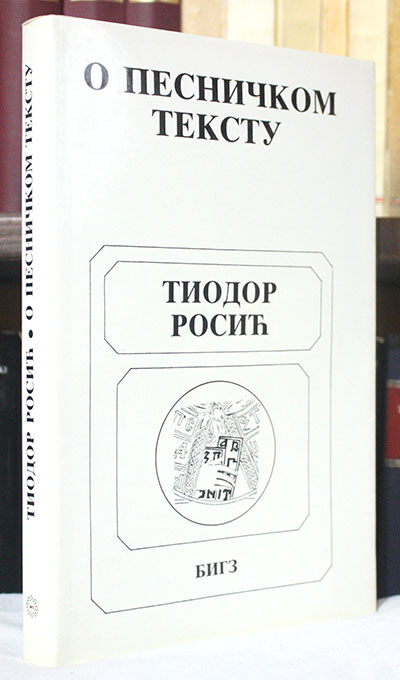 О ПЕСНИЧКОМ
ТЕКСТУ
ТИОДОР
РОСИЋ
БИГЗ
ТИОДОР РОСИЋ • О ПЕСНИЧКОМ ТЕКСТУ